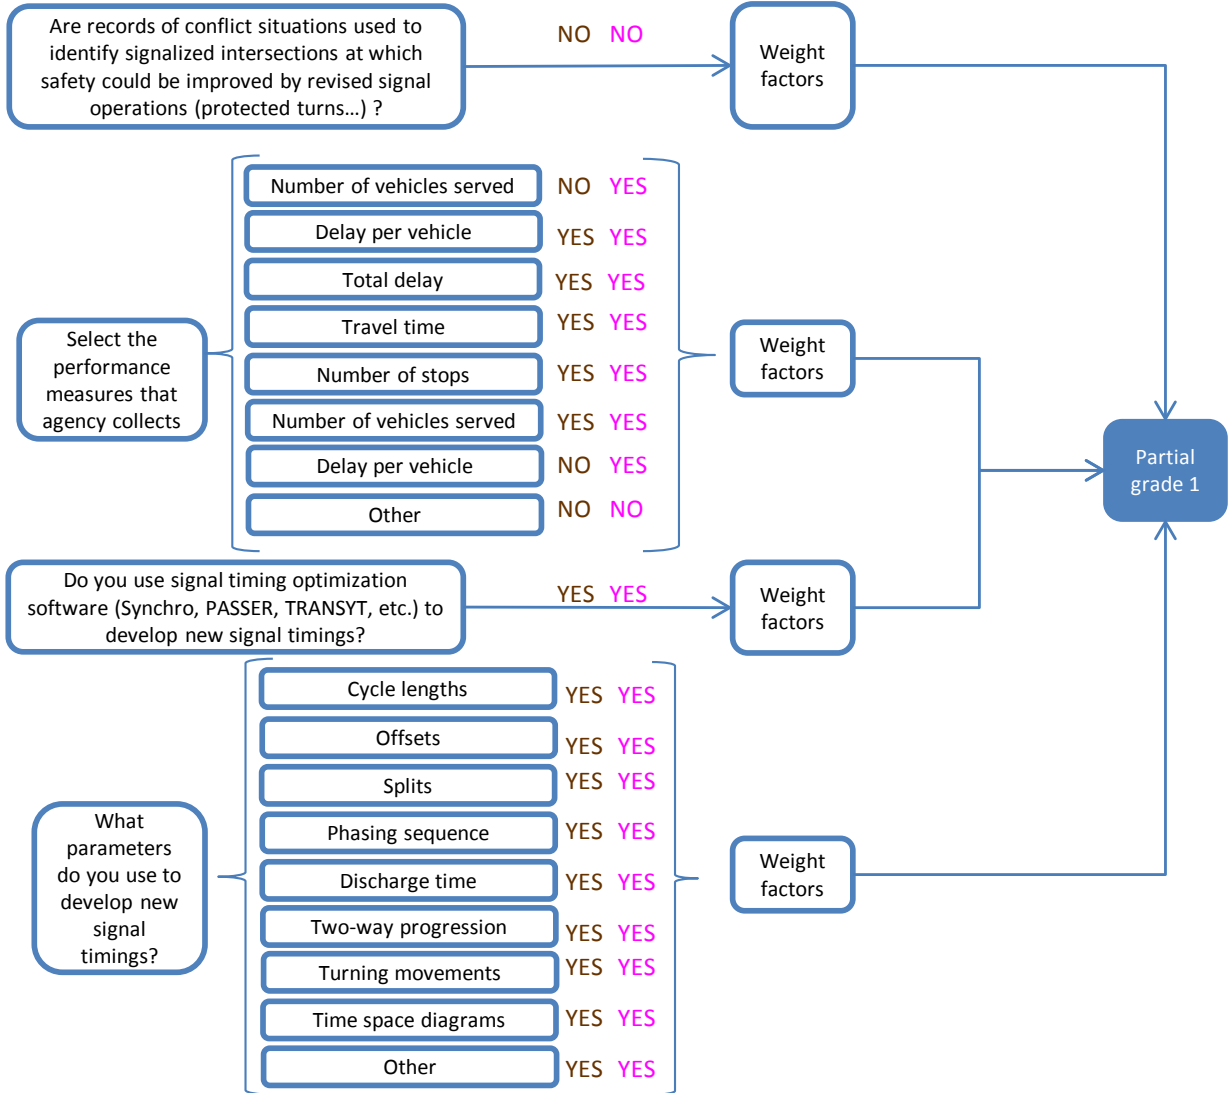 Are records of conflict situations used to
identify signalized intersections at which
safety could be improved by revised signal
operations (protected turns...) ?
NO NO
Weight
factors
Select the
performance
measures that
agency collects
Number of vehicles served NO YES
Delay per vehicle YES YES
Total delay YES YES
Travel time YES YES
Number of stops YES YES
Number of vehicles served YES YES
Delay per vehicle NO YES
Other NO NO
Weight
factors
Partial
grade 1
Do you use signal timing optimization
software (Synchro, PASSER, TRANSYT, etc.) to
develop new signal timings?
YES YES
Weight
factors
What
parameters
do you use to
develop new
signal
timings?
Cycle lengths YES YES
Offsets YES YES
Splits YES YES
Phasing sequence YES YES
Discharge time YES YES
Two-way progression YES YES
Turning movements YES YES
Time space diagrams YES YES
Other YES YES
Weight
factors